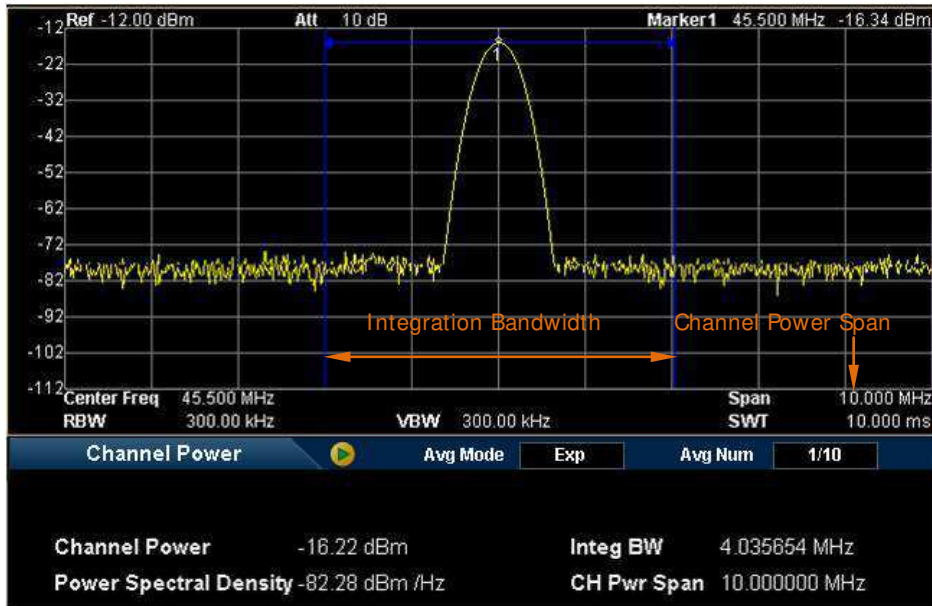 Ref -12.00 dBm Att 10 dB Marker1 45.500 MHz -16.34 dBm
-12
1
-22
-32
-42
-52
-62
-72
-82
-92
Integration Bandwidth Channel Power Span
-102
-112
Center Freq 45.500 MHz Span 10.000 MHz
RBW 300.00 kHz VBW 300.00 kHz SWT 10.000 ms
Channel Power Avg Mode Exp Avg Num 1/10
Channel Power -16.22 dBm Integ BW 4.035654 MHz
Power Spectral Density -82.28 dBm /Hz CH Pwr Span 10.000000 MHz